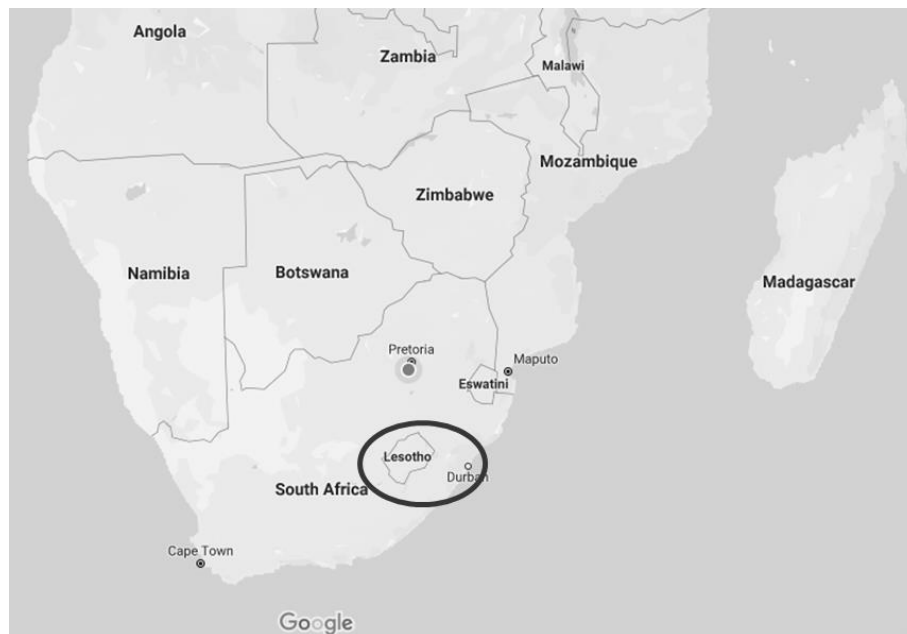 Angola
Zambia
Malawi
Mozambique
Zimbabwe
Namibia
Botswana
Madagascar
Pretoria
Maputo
Eswatini
Lesotho
Durban
South Africa
Cape Town
Google